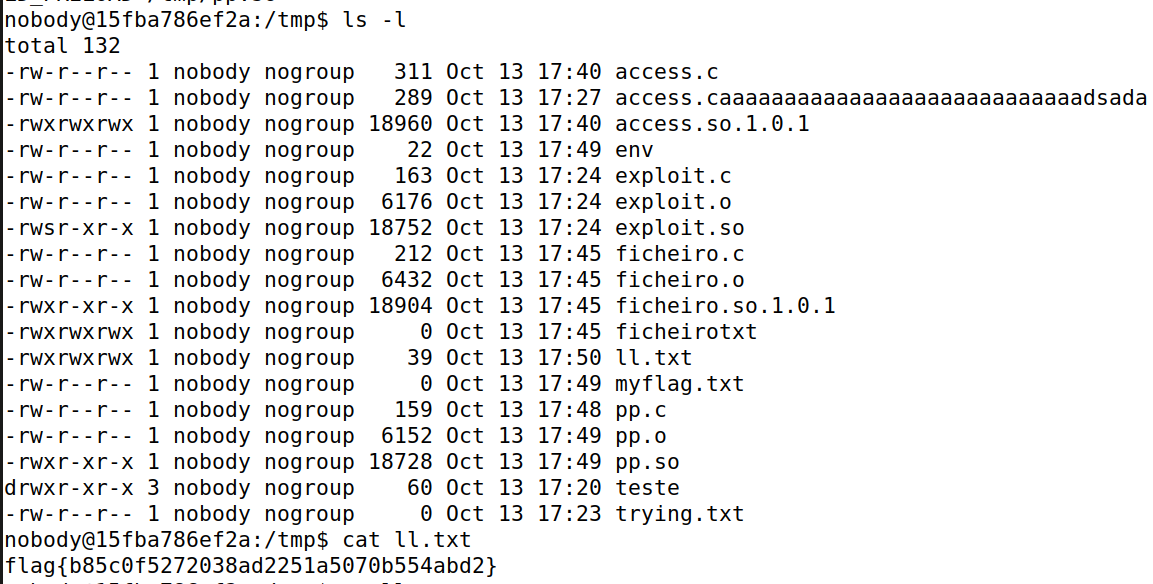 nobody@15fba786ef2a:/tmp$ ls -l
total 132
-rw-r--r-- 1 nobody nogroup   311 Oct 13 17:40 access.c
-rw-r--r-- 1 nobody nogroup   289 Oct 13 17:27 access.caaaaaaaaaaaaaaaaaaaaaaaaaaaadsada
-rwxrwxrwx 1 nobody nogroup 18960 Oct 13 17:40 access.so.1.0.1
-rw-r--r-- 1 nobody nogroup    22 Oct 13 17:49 env
-rw-r--r-- 1 nobody nogroup   163 Oct 13 17:24 exploit.c
-rw-r--r-- 1 nobody nogroup  6176 Oct 13 17:24 exploit.o
-rwsr-xr-x 1 nobody nogroup 18752 Oct 13 17:24 exploit.so
-rw-r--r-- 1 nobody nogroup   212 Oct 13 17:45 ficheiro.c
-rw-r--r-- 1 nobody nogroup  6432 Oct 13 17:45 ficheiro.o
-rwxr-xr-x 1 nobody nogroup 18904 Oct 13 17:45 ficheiro.so.1.0.1
-rwxrwxrwx 1 nobody nogroup     0 Oct 13 17:45 ficheirotxt
-rwxrwxrwx 1 nobody nogroup    39 Oct 13 17:50 ll.txt
-rw-r--r-- 1 nobody nogroup     0 Oct 13 17:49 myflag.txt
-rw-r--r-- 1 nobody nogroup   159 Oct 13 17:48 pp.c
-rw-r--r-- 1 nobody nogroup  6152 Oct 13 17:49 pp.o
-rwxr-xr-x 1 nobody nogroup 18728 Oct 13 17:49 pp.so
drwxr-xr-x 3 nobody nogroup    60 Oct 13 17:20 teste
-rw-r--r-- 1 nobody nogroup     0 Oct 13 17:23 trying.txt
nobody@15fba786ef2a:/tmp$ cat ll.txt
flag{b85c0f5272038ad2251a5070b554abd2}